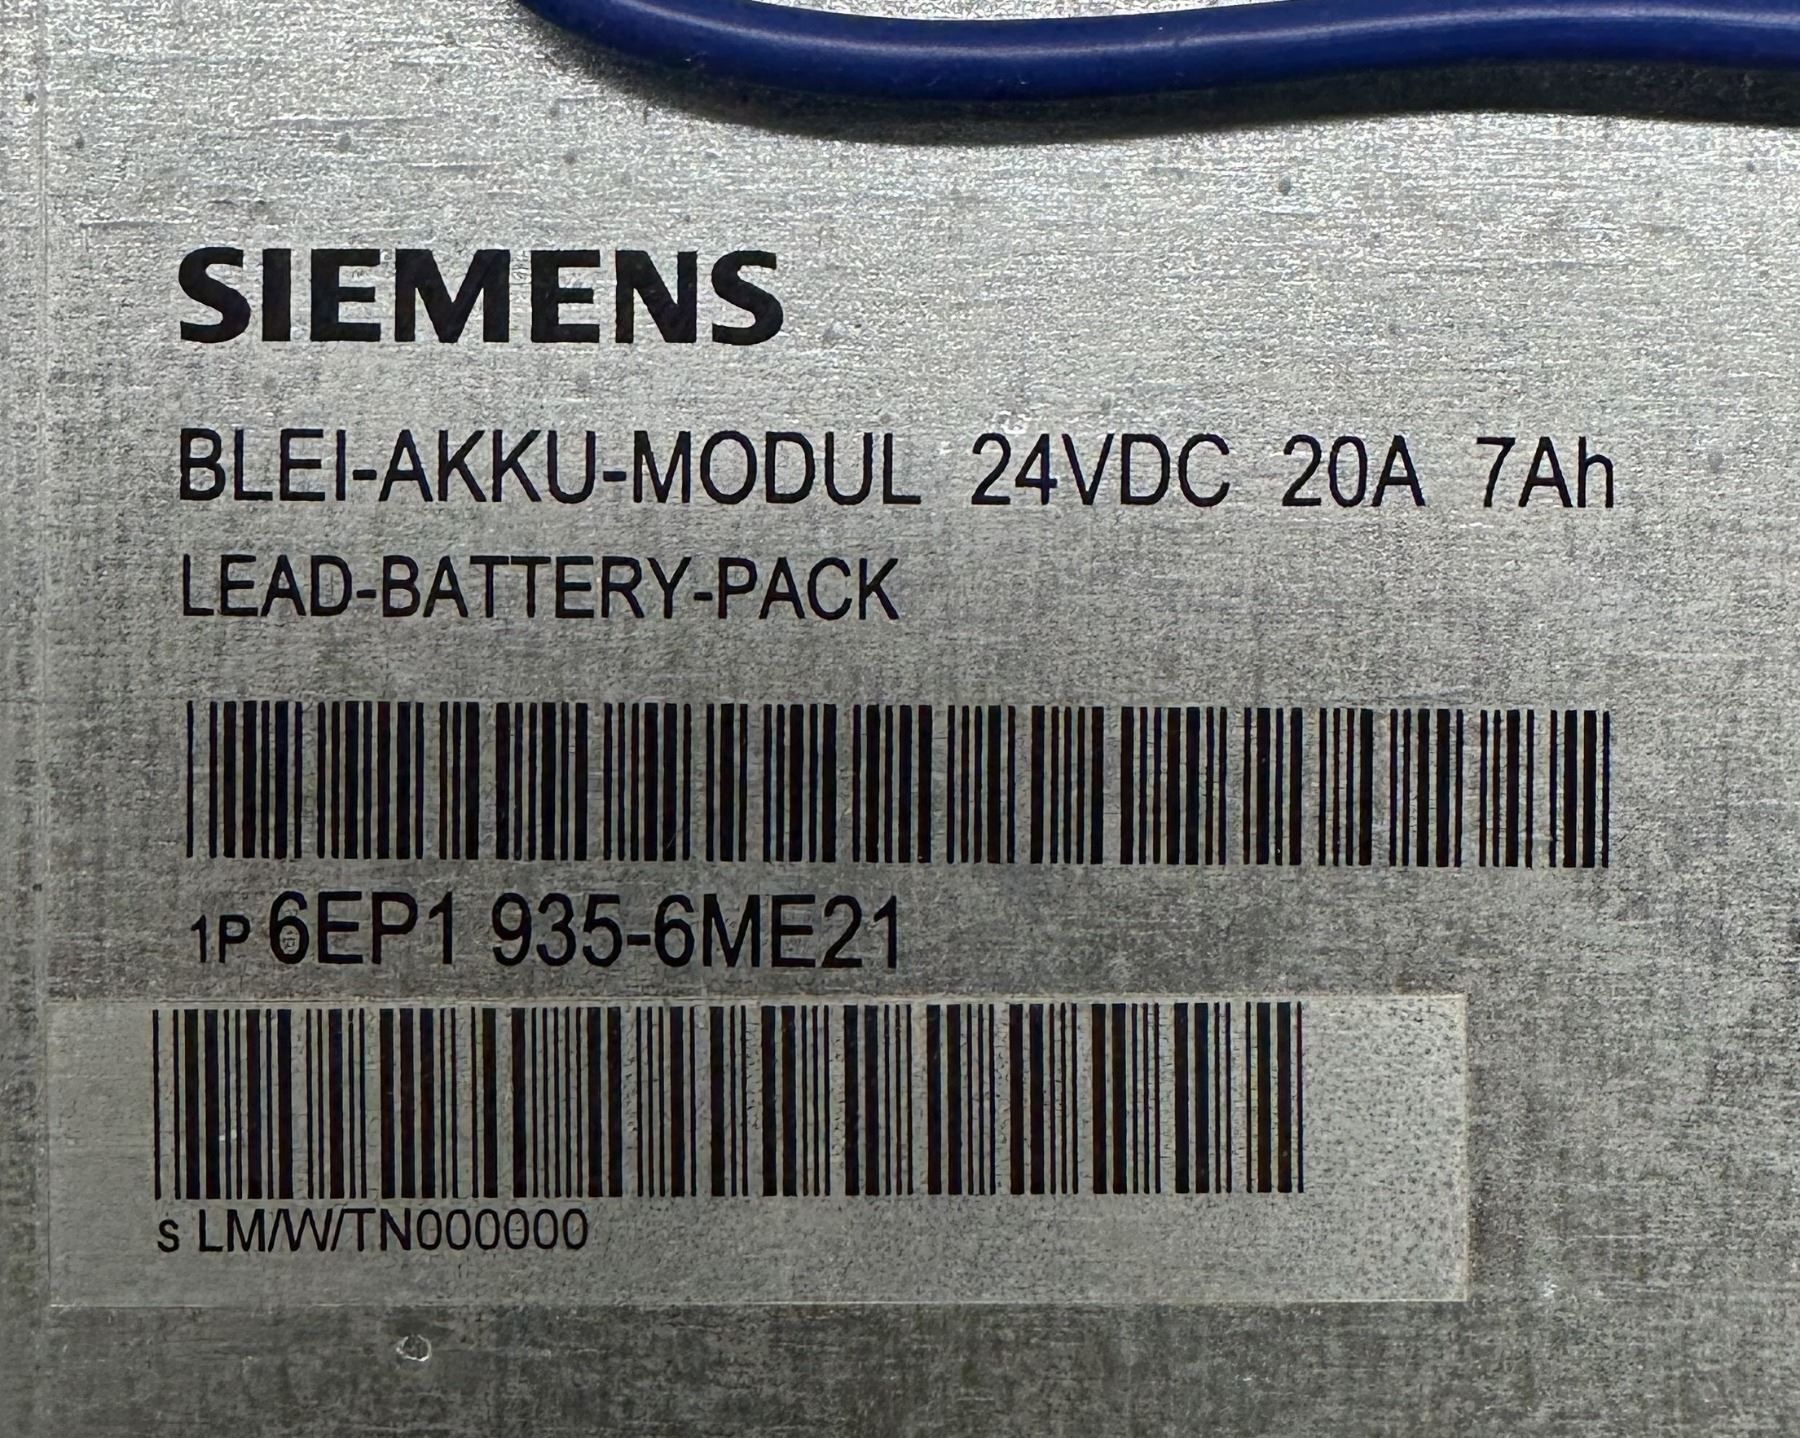 SIEMENS
BLEI-AKKU-MODUL 24VDC 20A 7Ah
LEAD-BATTERY-PACK
1P 6EP1 935-6ME21
S LM/W/TN000000